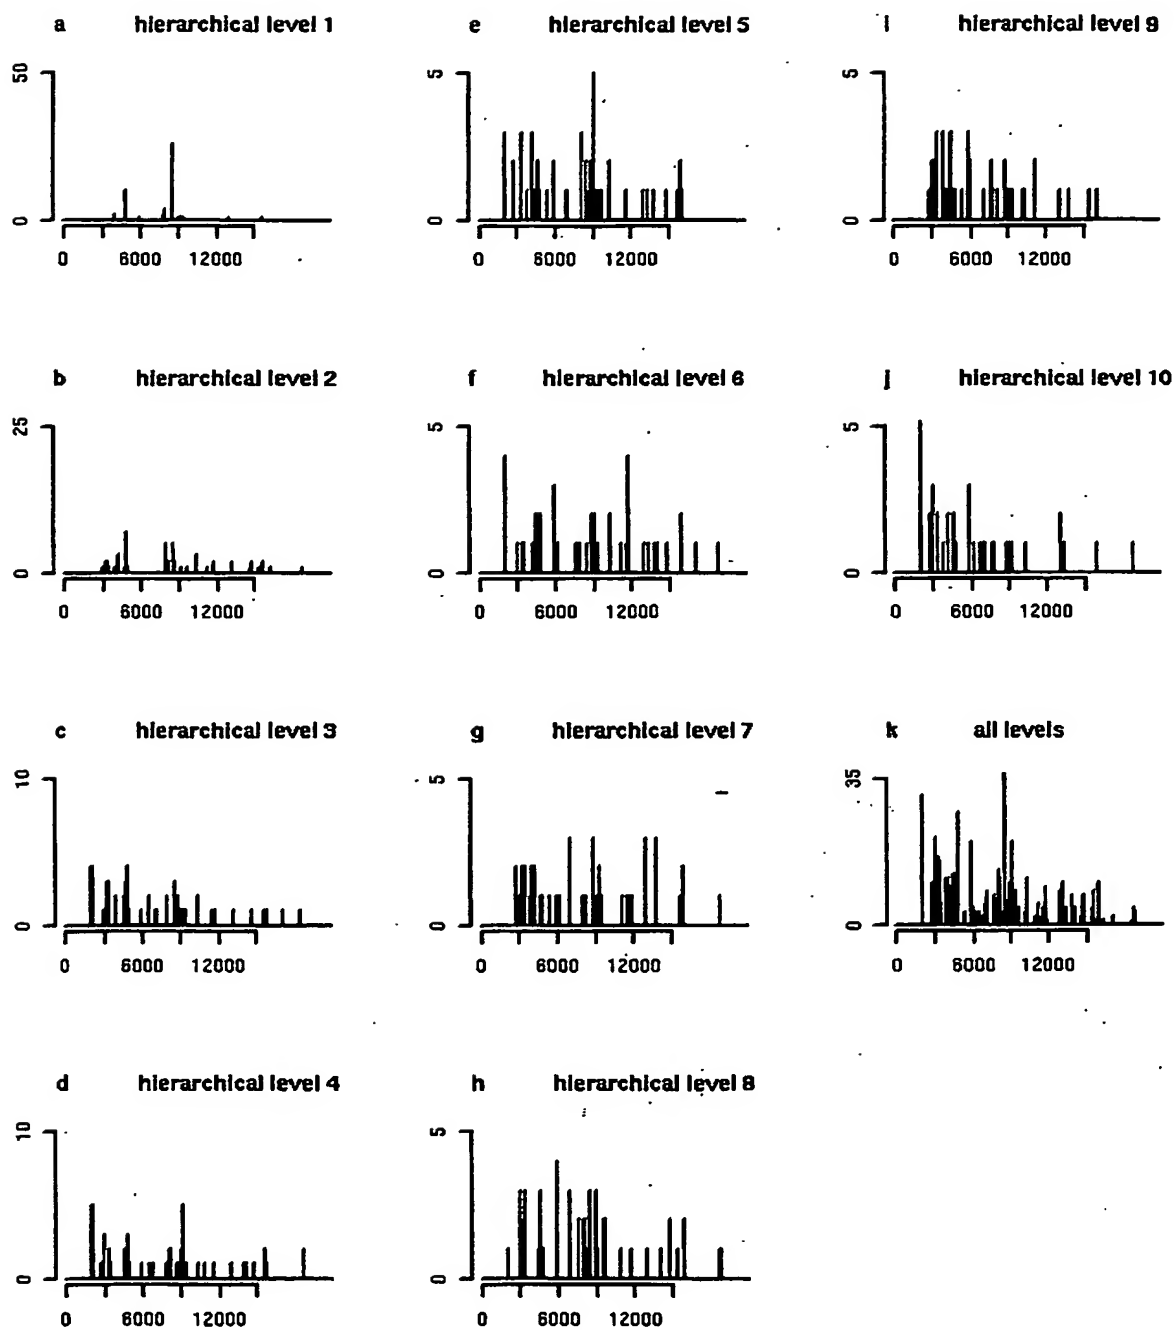 a hierarchical level 1
50
0
0 6000 12000
b hierarchical level 2
25
0
0 6000 12000
c hierarchical level 3
10
0
0 6000 12000
d hierarchical level 4
10
0
0 6000 12000
e hierarchical level 5
5
0
0 6000 12000
f hierarchical level 6
5
0
0 6000 12000
g hierarchical level 7
5
0
0 6000 12000
h hierarchical level 8
5
0
0 6000 12000
i hierarchical level 9
5
0
0 6000 12000
j hierarchical level 10
5
0
0 6000 12000
k all levels
35
0
0 6000 12000